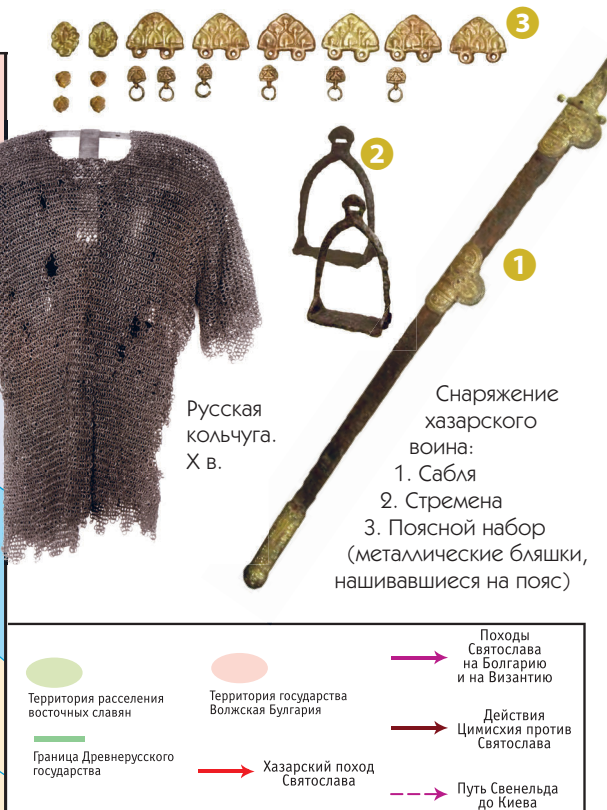 3
2
1
Русская
кольчуга.
X в.
Снаряжение
хазарского
воина:
1. Сабля
2. Стремена
3. Поясной набор
(металлические бляшки,
нашивавшиеся на пояс)
Территория расселения
восточных славян
Граница Древнерусского
государства
Территория государства
Волжская Булгария
Хазарский поход
Святослава
Походы
Святослава
на Болгарию
и на Византию
Действия
Цимисхия против
Святослава
Путь Свенельда
до Киева